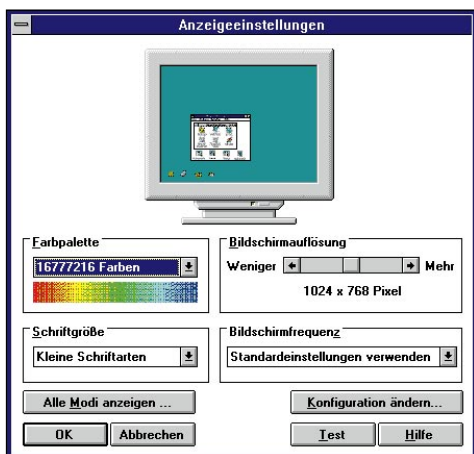 Anzeigeeinstellungen
Farbpalette
16777216 Farben
Bildschirmauflösung
Weniger
Mehr
1024 x 768 Pixel
Schriftgröße
Kleine Schriftarten
Bildschirmfrequenz
Standardeinstellungen verwenden
Alle Modi anzeigen ...
Konfiguration ändern...
OK
Abbrechen
Test
Hilfe